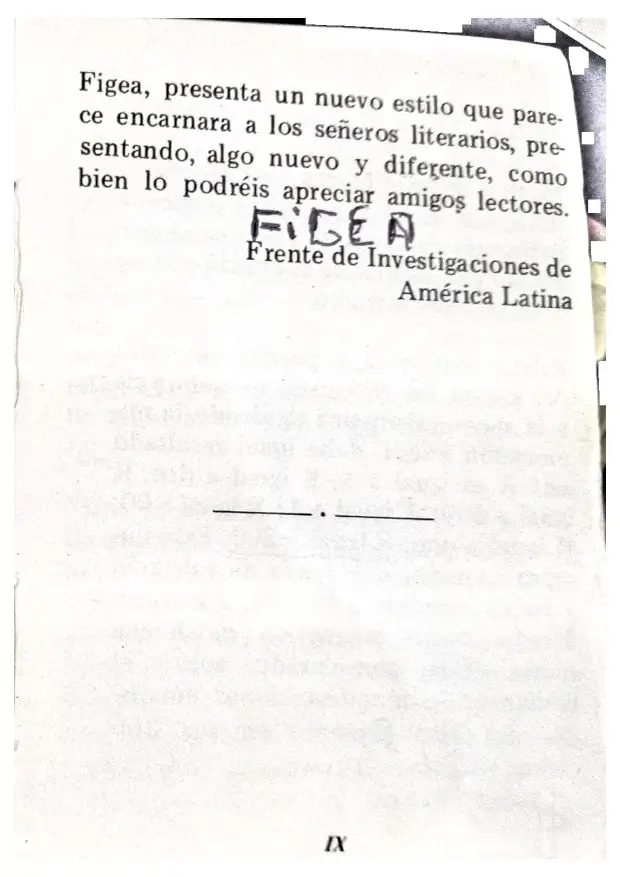 Figea, presenta un nuevo estilo que pare-
ce encarnara a los señeros literarios, pre-
sentando, algo nuevo y diferente, como
bien lo podréis apreciar amigos lectores.
FiGEA
Frente de Investigaciones de
América Latina
IX